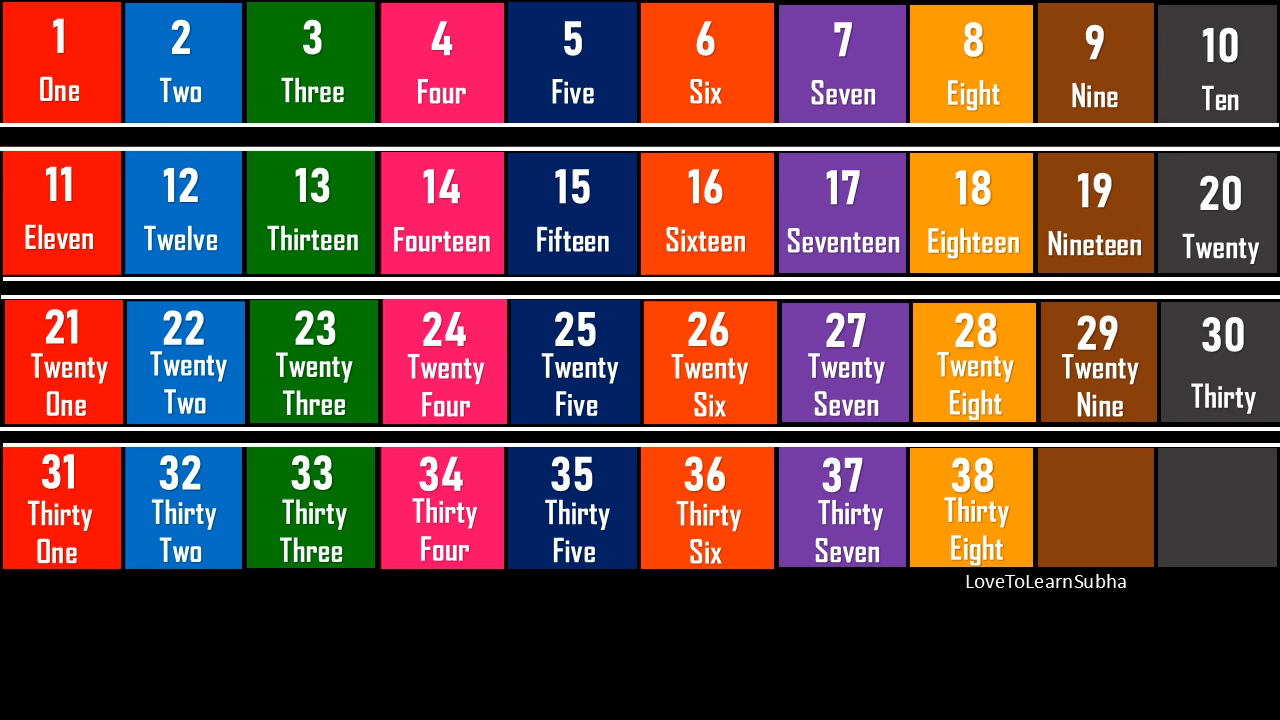 1 2 3 4 5 6 7 8 9 10
One Two Three Four Five Six Seven Eight Nine Ten
11 12 13 14 15 16 17 18 19 20
Eleven Twelve Thirteen Fourteen Fifteen Sixteen Seventeen Eighteen Nineteen Twenty
21 22 23 24 25 26 27 28 29 30
Twenty Twenty Twenty Twenty Twenty Twenty Twenty Twenty Twenty Thirty
One Two Three Four Five Six Seven Eight Nine
31 32 33 34 35 36 37 38
Thirty Thirty Thirty Thirty Thirty Thirty Thirty Thirty
One Two Three Four Five Six Seven Eight
LoveToLearnSubha